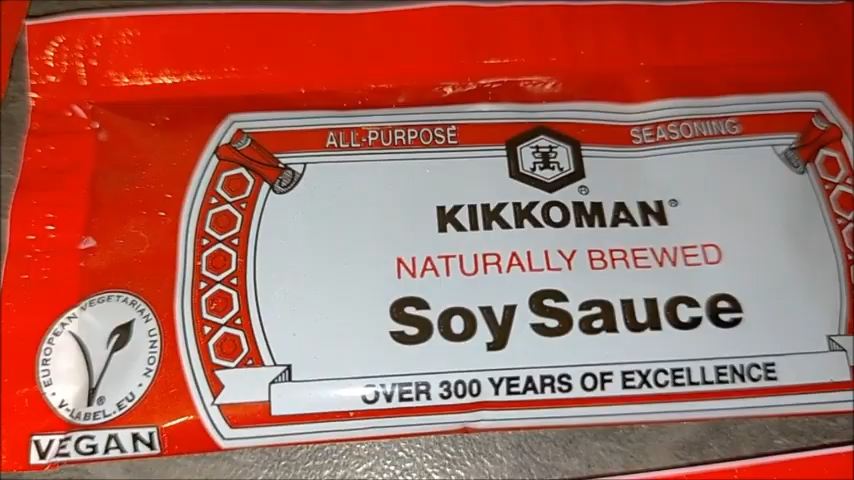 ALL-PURPOSE
SEASONING
KIKKOMAN®
NATURALLY BREWED
Soy Sauce
OVER 300 YEARS OF EXCELLENCE
EUROPEAN VEGETARIAN UNION
V-LABEL.EU
VEGAN